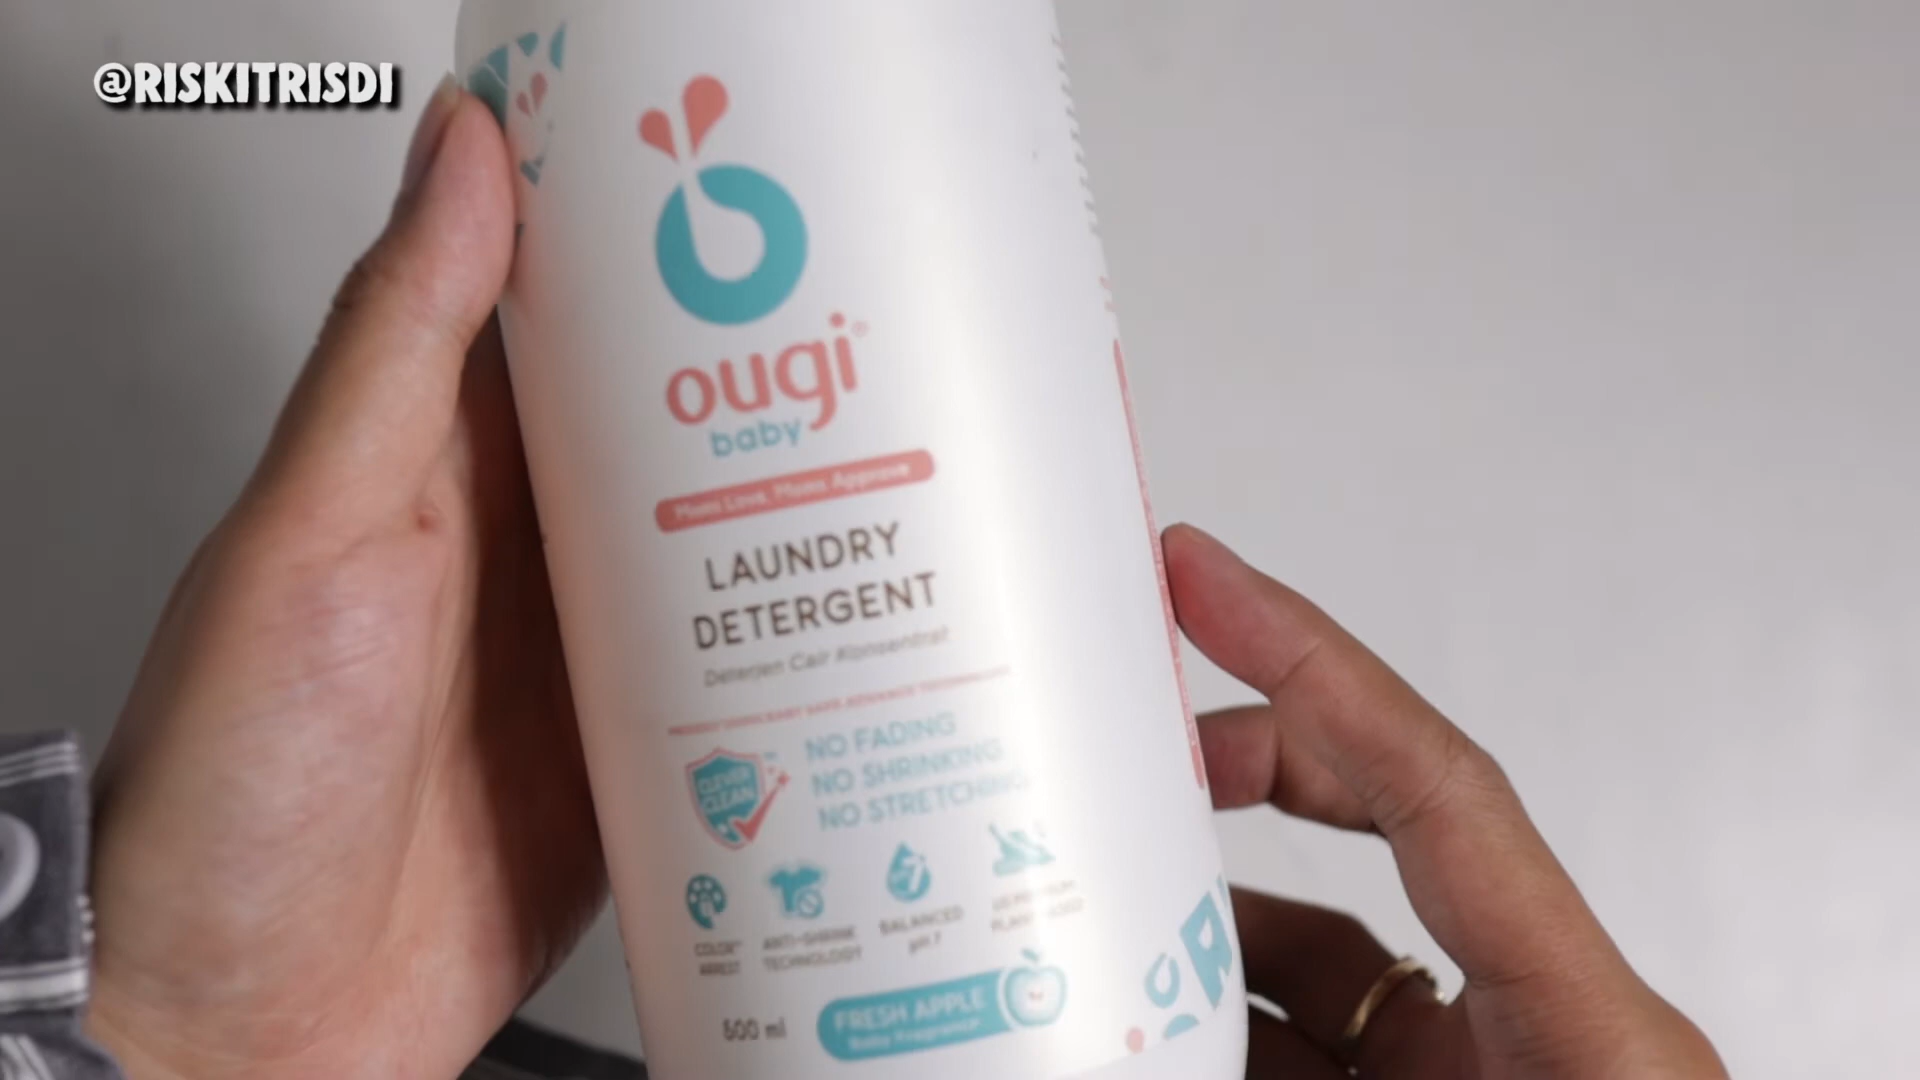 @RISKITRISDI
ougi®
baby
Moms Love, Moms Approve
LAUNDRY
DETERGENT
Deterjen Cair Konsentrat
CLEVER
CLEAN
NO FADING
NO SHRINKING
NO STRETCHING
COLOR
ARREST
ANTI-SHRINK
TECHNOLOGY
BALANCED
pH 7
500 ml
FRESH APPLE
Baby Fragrance